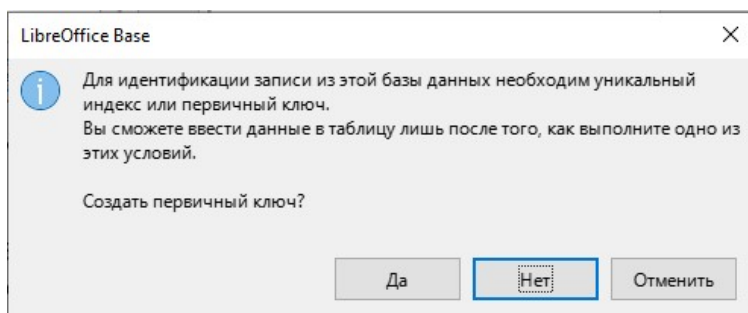 LibreOffice Base
Для идентификации записи из этой базы данных необходим уникальный
индекс или первичный ключ.
Вы сможете ввести данные в таблицу лишь после того, как выполните одно из
этих условий.
Создать первичный ключ?
Да
Нет
Отменить